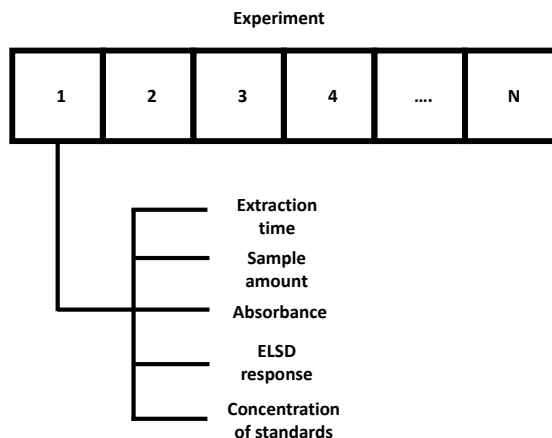 Experiment
1 2 3 4 .... N
Extraction
time
Sample
amount
Absorbance
ELSD
response
Concentration
of standards